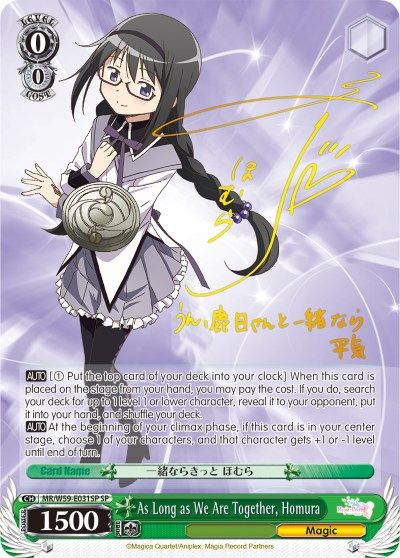 LEVEL
0
0
COST
ほむら
うん、鹿目さんと一緒なら
平気
AUTO [① Put the top card of your deck into your clock] When this card is
placed on the stage from your hand, you may pay the cost. If you do, search
your deck for up to 1 level 1 or lower character, reveal it to your opponent, put
it into your hand, and shuffle your deck.
AUTO At the beginning of your climax phase, if this card is in your center
stage, choose 1 of your characters, and that character gets +1 or -1 level
until end of turn.
Card Name
一緒ならきっと ほむら
CH MR/W59-E031SP SP
As Long as We Are Together, Homura
POWER
1500
Magic
©Magica Quartet/Aniplex, Magia Record Partners